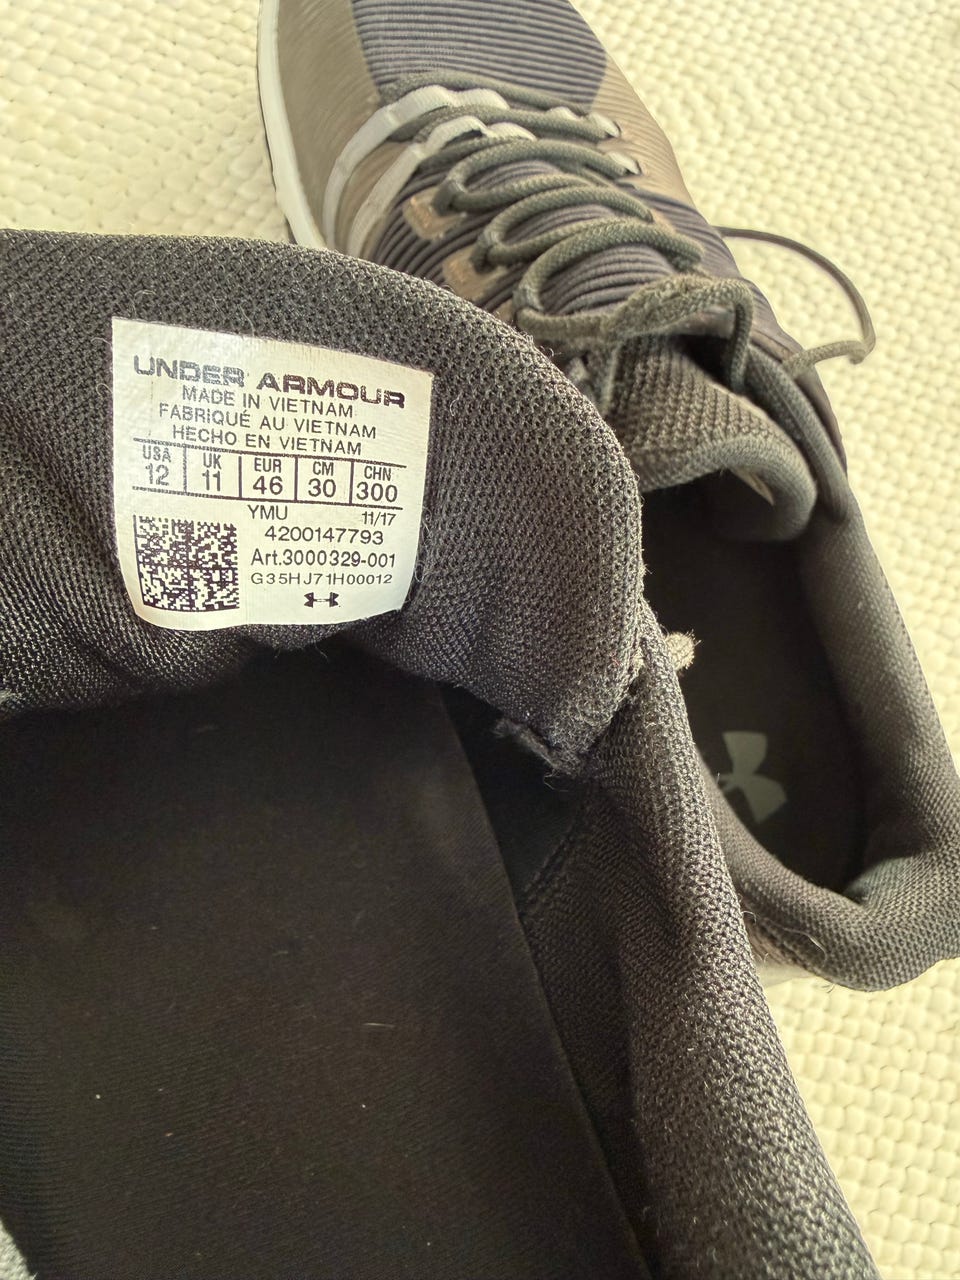 UNDER ARMOUR
MADE IN VIETNAM
FABRIQUÉ AU VIETNAM
HECHO EN VIETNAM
USA UK EUR CM CHN
12 11 46 30 300
YMU 11/17
4200147793
Art.3000329-001
G35HJ71H00012